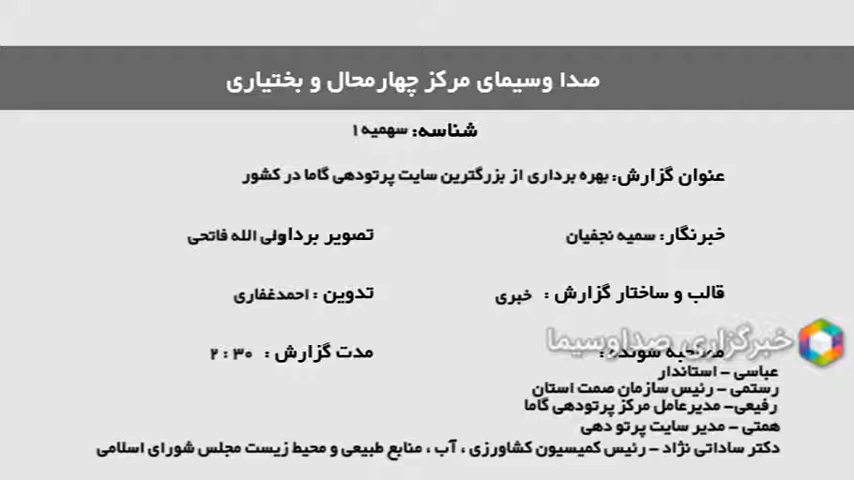 صدا وسیمای مرکز چهارمحال و بختیاری
شناسه: سهمیه ۱
عنوان گزارش: بهره برداری از بزرگترین سایت پرتودهی گاما در کشور
خبرنگار: سمیه نجفیان
تصویر بردا‌ولی الله فاتحی
قالب و ساختار گزارش : خبری
تدوین : احمدغفاری
مدت گزارش : ۲:۳۰
خبرگزاری صداوسیما
شونده :
عباسی - استاندار
رستمی - رئیس سازمان صمت استان
رفیعی- مدیرعامل مرکز پرتودهی گاما
همتی - مدیر سایت پرتو دهی
دکتر ساداتی نژاد - رئیس کمیسیون کشاورزی ، آب ، منابع طبیعی و محیط زیست مجلس شورای اسلامی